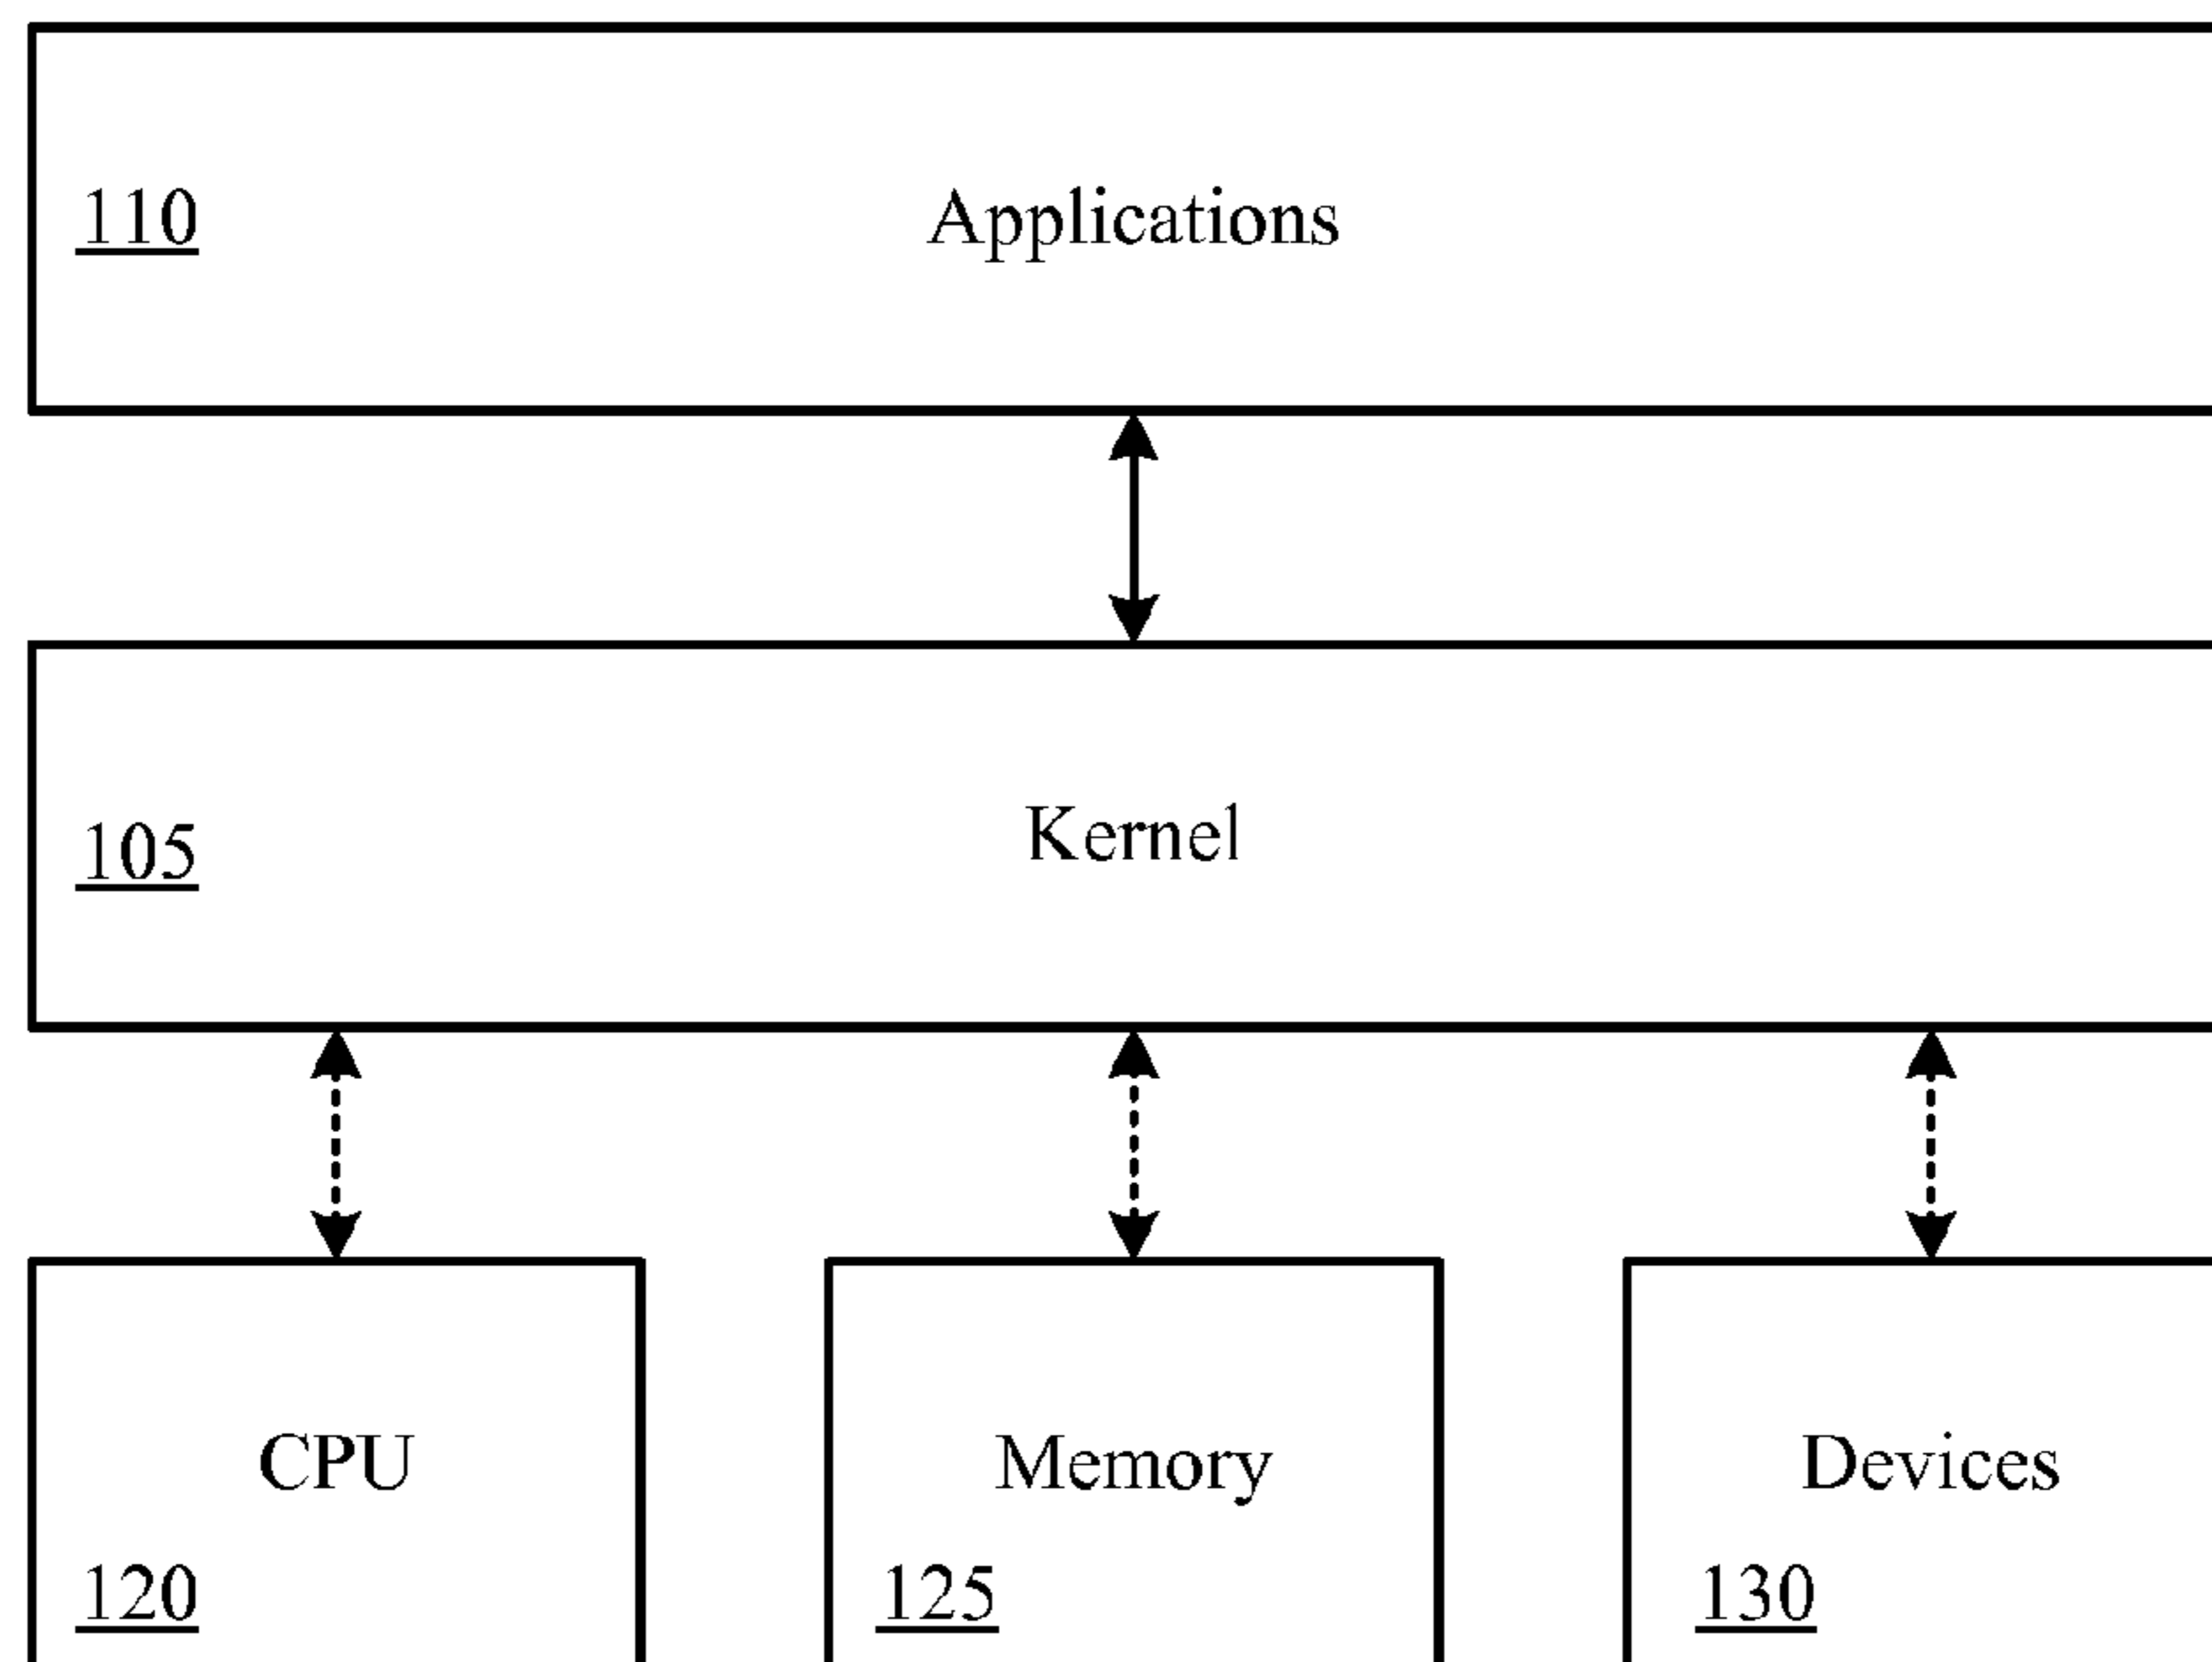 Applications
110
Kernel
105
CPU
Memory
Devices
120
125
130